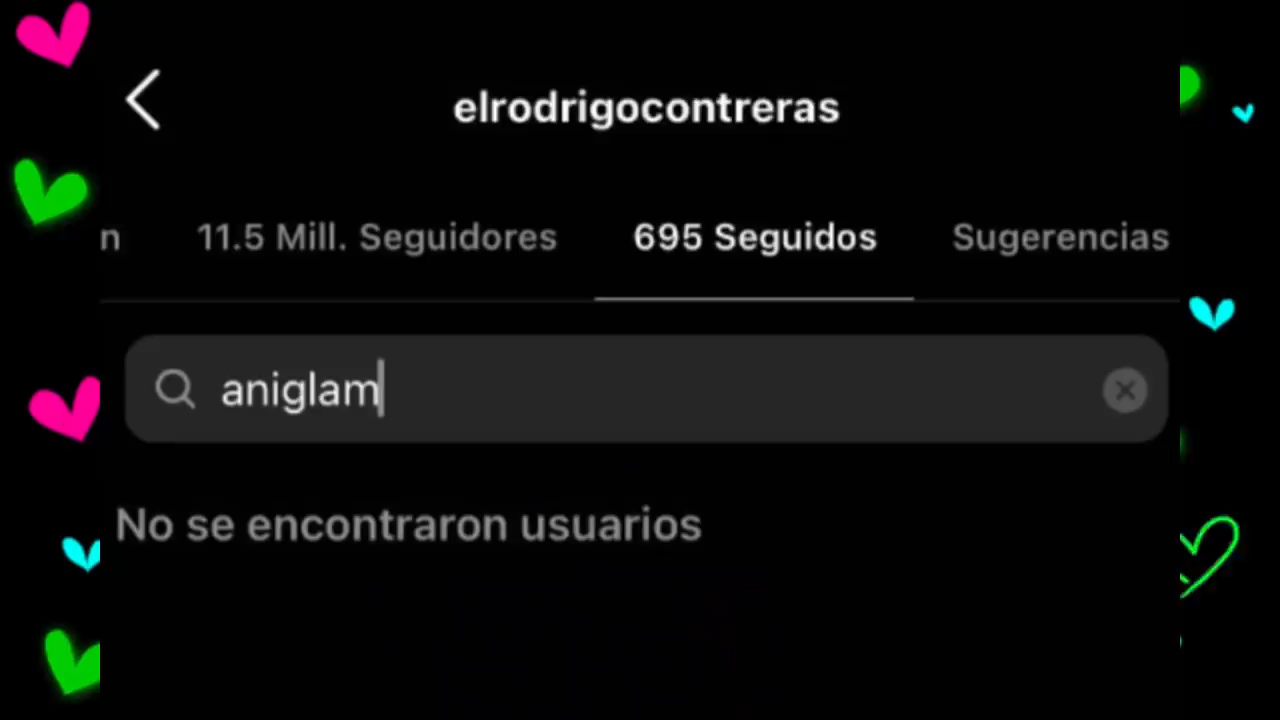 elrodrigocontreras
n 11.5 Mill. Seguidores 695 Seguidos Sugerencias
aniglam
No se encontraron usuarios